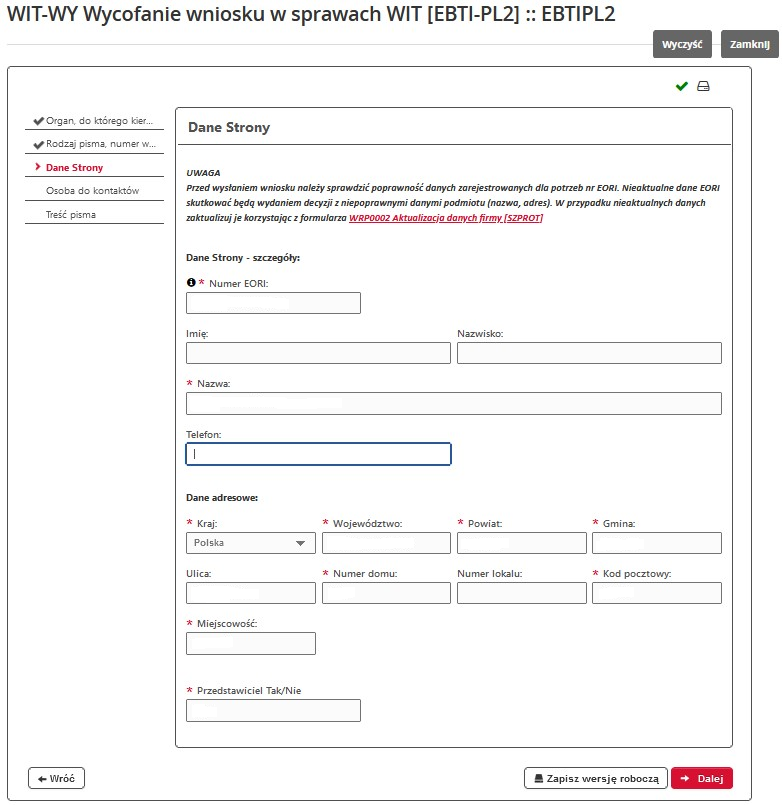 WIT-WY Wycofanie wniosku w sprawach WIT [EBTI-PL2] :: EBTIPL2
Wyczyść Zamknij
Organ, do którego kier...
Rodzaj pisma, numer w...
Dane Strony
Osoba do kontaktów
Treść pisma
Dane Strony
UWAGA
Przed wysłaniem wniosku należy sprawdzić poprawność danych zarejestrowanych dla potrzeb nr EORI. Nieaktualne dane EORI
skutkować będą wydaniem decyzji z niepoprawnymi danymi podmiotu (nazwa, adres). W przypadku nieaktualnych danych
zaktualizuj je korzystając z formularza WRP0002 Aktualizacja danych firmy [SZPROT]
Dane Strony - szczegóły:
* Numer EORI:
Imię: Nazwisko:
* Nazwa:
Telefon:
Dane adresowe:
* Kraj: * Województwo: * Powiat: * Gmina:
Polska
Ulica: * Numer domu: Numer lokalu: * Kod pocztowy:
* Miejscowość:
* Przedstawiciel Tak/Nie
Wróć Zapisz wersję roboczą Dalej